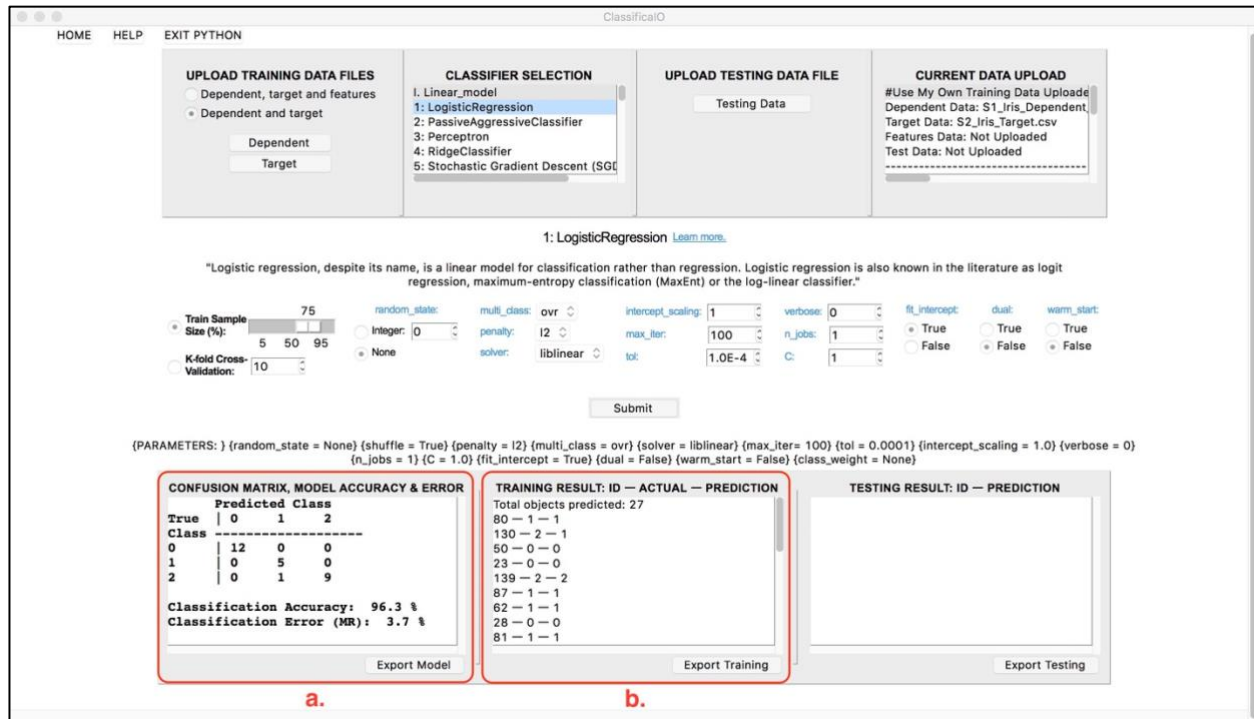 ClassificaIO
HOME HELP EXIT PYTHON
UPLOAD TRAINING DATA FILES
Dependent, target and features
Dependent and target
Dependent
Target
CLASSIFIER SELECTION
I. Linear_model
1: LogisticRegression
2: PassiveAggressiveClassifier
3: Perceptron
4: RidgeClassifier
5: Stochastic Gradient Descent (SGD
UPLOAD TESTING DATA FILE
Testing Data
CURRENT DATA UPLOAD
#Use My Own Training Data Uploade
Dependent Data: S1_Iris_Dependent_
Target Data: S2_Iris_Target.csv
Features Data: Not Uploaded
Test Data: Not Uploaded
------------------------------------
1: LogisticRegression Learn more.
"Logistic regression, despite its name, is a linear model for classification rather than regression. Logistic regression is also known in the literature as logit
regression, maximum-entropy classification (MaxEnt) or the log-linear classifier."
Train Sample
Size (%):
75
5 50 95
K-fold Cross-
Validation: 10
random_state:
Integer: 0
None
multi_class: ovr
penalty: l2
solver: liblinear
intercept_scaling: 1
max_iter: 100
tol: 1.0E-4
verbose: 0
n_jobs: 1
C: 1
fit_intercept:
True
False
dual:
True
False
warm_start:
True
False
Submit
{PARAMETERS: } {random_state = None} {shuffle = True} {penalty = l2} {multi_class = ovr} {solver = liblinear} {max_iter= 100} {tol = 0.0001} {intercept_scaling = 1.0} {verbose = 0}
{n_jobs = 1} {C = 1.0} {fit_intercept = True} {dual = False} {warm_start = False} {class_weight = None}
CONFUSION MATRIX, MODEL ACCURACY & ERROR
Predicted Class
True | 0 1 2
Class --------------------
0 | 12 0 0
1 | 0 5 0
2 | 0 1 9
Classification Accuracy: 96.3 %
Classification Error (MR): 3.7 %
Export Model
TRAINING RESULT: ID — ACTUAL — PREDICTION
Total objects predicted: 27
80 — 1 — 1
130 — 2 — 1
50 — 0 — 0
23 — 0 — 0
139 — 2 — 2
87 — 1 — 1
62 — 1 — 1
28 — 0 — 0
81 — 1 — 1
Export Training
TESTING RESULT: ID — PREDICTION
Export Testing
a. b.